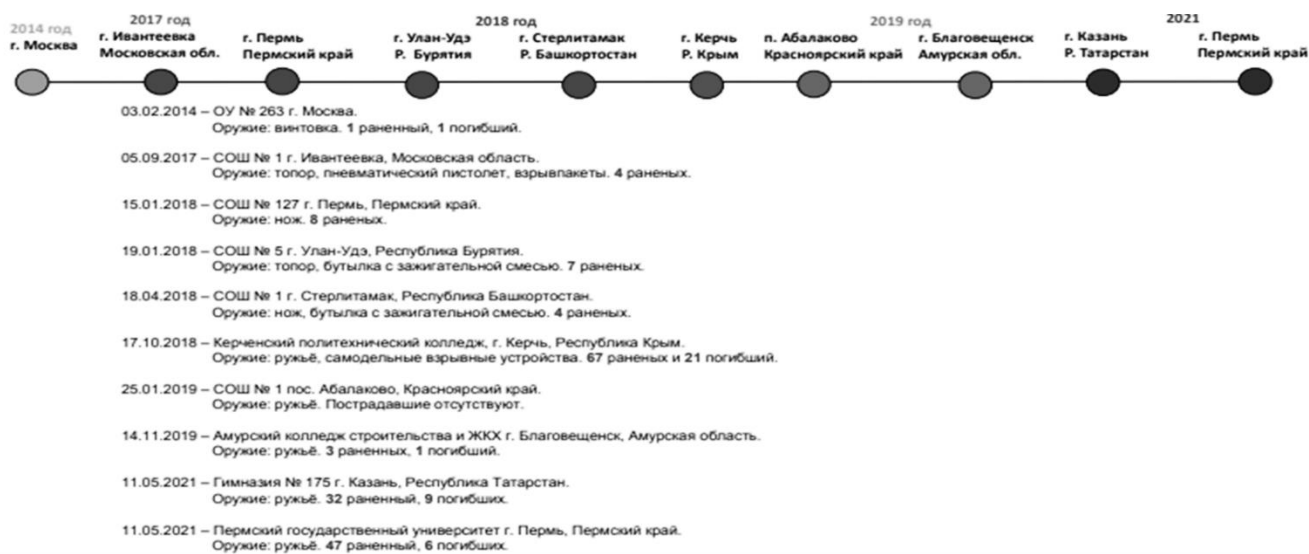 2014 год
2017 год
2018 год
2019 год
2021
г. Москва
г. Ивантеевка
Московская обл.
г. Пермь
Пермский край
г. Улан-Удэ
Р. Бурятия
г. Стерлитамак
Р. Башкортостан
г. Керчь
Р. Крым
п. Абалаково
Красноярский край
г. Благовещенск
Амурская обл.
г. Казань
Р. Татарстан
г. Пермь
Пермский край
03.02.2014 – ОУ № 263 г. Москва.
Оружие: винтовка. 1 раненный, 1 погибший.
05.09.2017 – СОШ № 1 г. Ивантеевка, Московская область.
Оружие: топор, пневматический пистолет, взрывпакеты. 4 раненых.
15.01.2018 – СОШ № 127 г. Пермь, Пермский край.
Оружие: нож. 8 раненых.
19.01.2018 – СОШ № 5 г. Улан-Удэ, Республика Бурятия.
Оружие: топор, бутылка с зажигательной смесью. 7 раненых.
18.04.2018 – СОШ № 1 г. Стерлитамак, Республика Башкортостан.
Оружие: нож, бутылка с зажигательной смесью. 4 раненых.
17.10.2018 – Керченский политехнический колледж, г. Керчь, Республика Крым.
Оружие: ружьё, самодельные взрывные устройства. 67 раненых и 21 погибший.
25.01.2019 – СОШ № 1 пос. Абалаково, Красноярский край.
Оружие: ружьё. Пострадавшие отсутствуют.
14.11.2019 – Амурский колледж строительства и ЖКХ г. Благовещенск, Амурская область.
Оружие: ружьё. 3 раненных, 1 погибший.
11.05.2021 – Гимназия № 175 г. Казань, Республика Татарстан.
Оружие: ружьё. 32 раненный, 9 погибших.
11.05.2021 – Пермский государственный университет г. Пермь, Пермский край.
Оружие: ружьё. 47 раненный, 6 погибших.